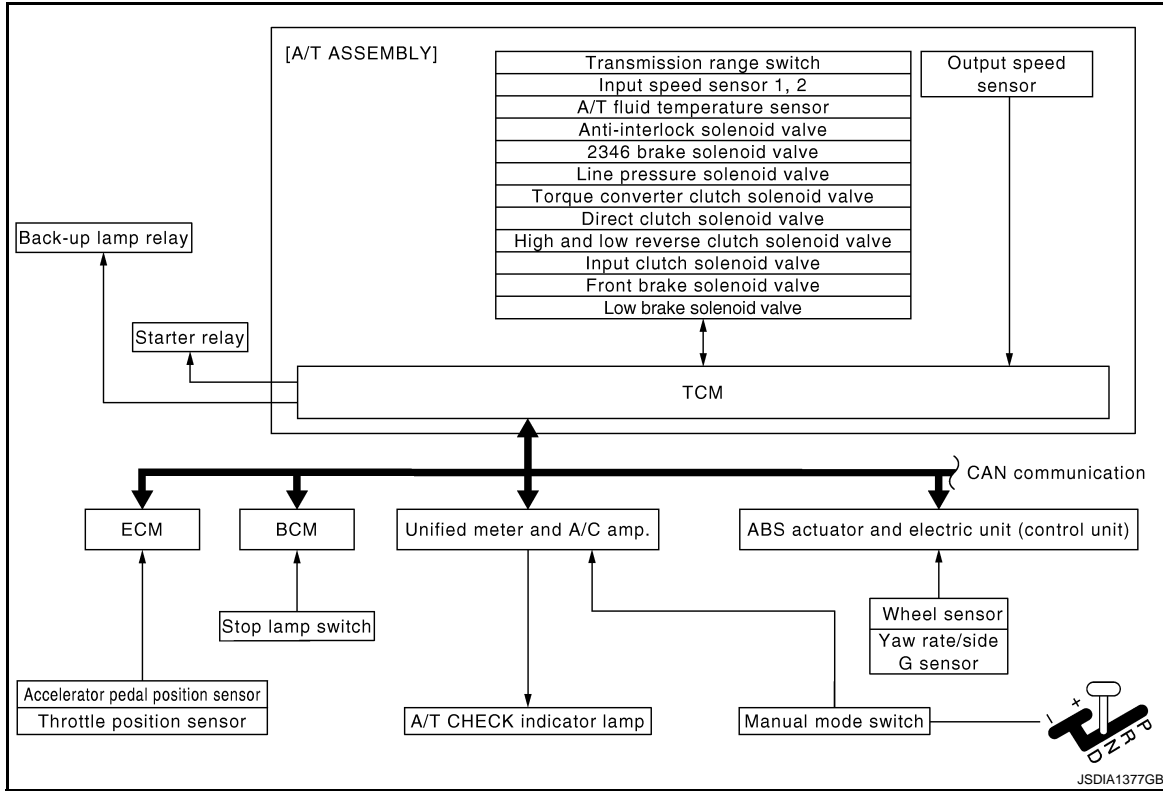 [A/T ASSEMBLY]
Transmission range switch
Input speed sensor 1, 2
A/T fluid temperature sensor
Anti-interlock solenoid valve
2346 brake solenoid valve
Line pressure solenoid valve
Torque converter clutch solenoid valve
Direct clutch solenoid valve
High and low reverse clutch solenoid valve
Input clutch solenoid valve
Front brake solenoid valve
Low brake solenoid valve
Output speed
sensor
Back-up lamp relay
Starter relay
TCM
CAN communication
ECM
BCM
Unified meter and A/C amp.
ABS actuator and electric unit (control unit)
Stop lamp switch
Wheel sensor
Yaw rate/side
G sensor
Accelerator pedal position sensor
Throttle position sensor
A/T CHECK indicator lamp
Manual mode switch
– +
P R N D
JSDIA1377GB